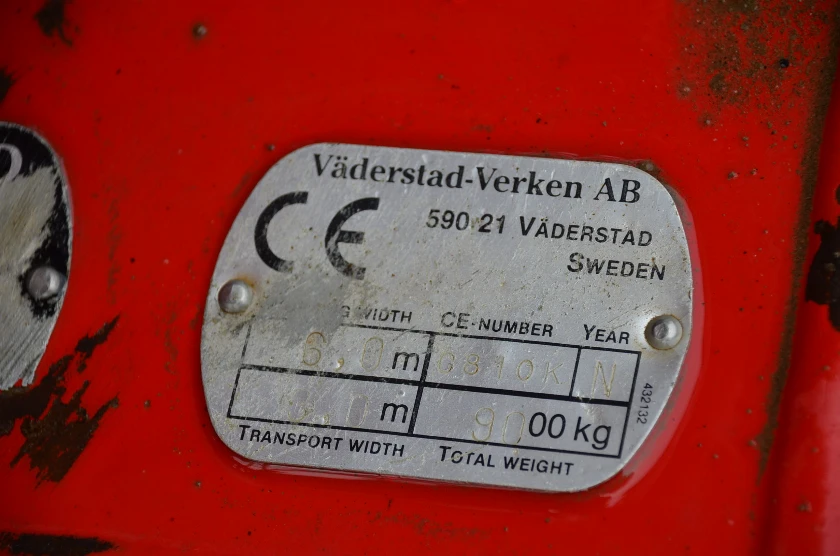 Väderstad-Verken AB
CE
590 21 VÄDERSTAD
SWEDEN
WIDTH CE-NUMBER YEAR
6,0 m N
m 9000 kg
432132
TRANSPORT WIDTH TOTAL WEIGHT